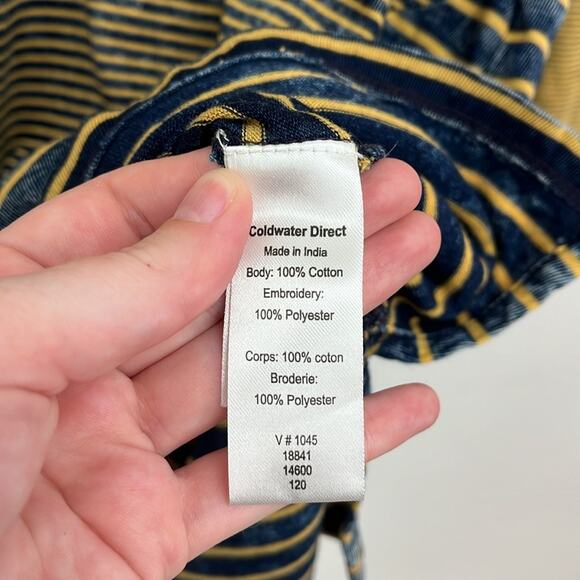 Coldwater Direct
Made in India
Body: 100% Cotton
Embroidery:
100% Polyester
Corps: 100% coton
Broderie:
100% Polyester
V # 1045
18841
14600
120